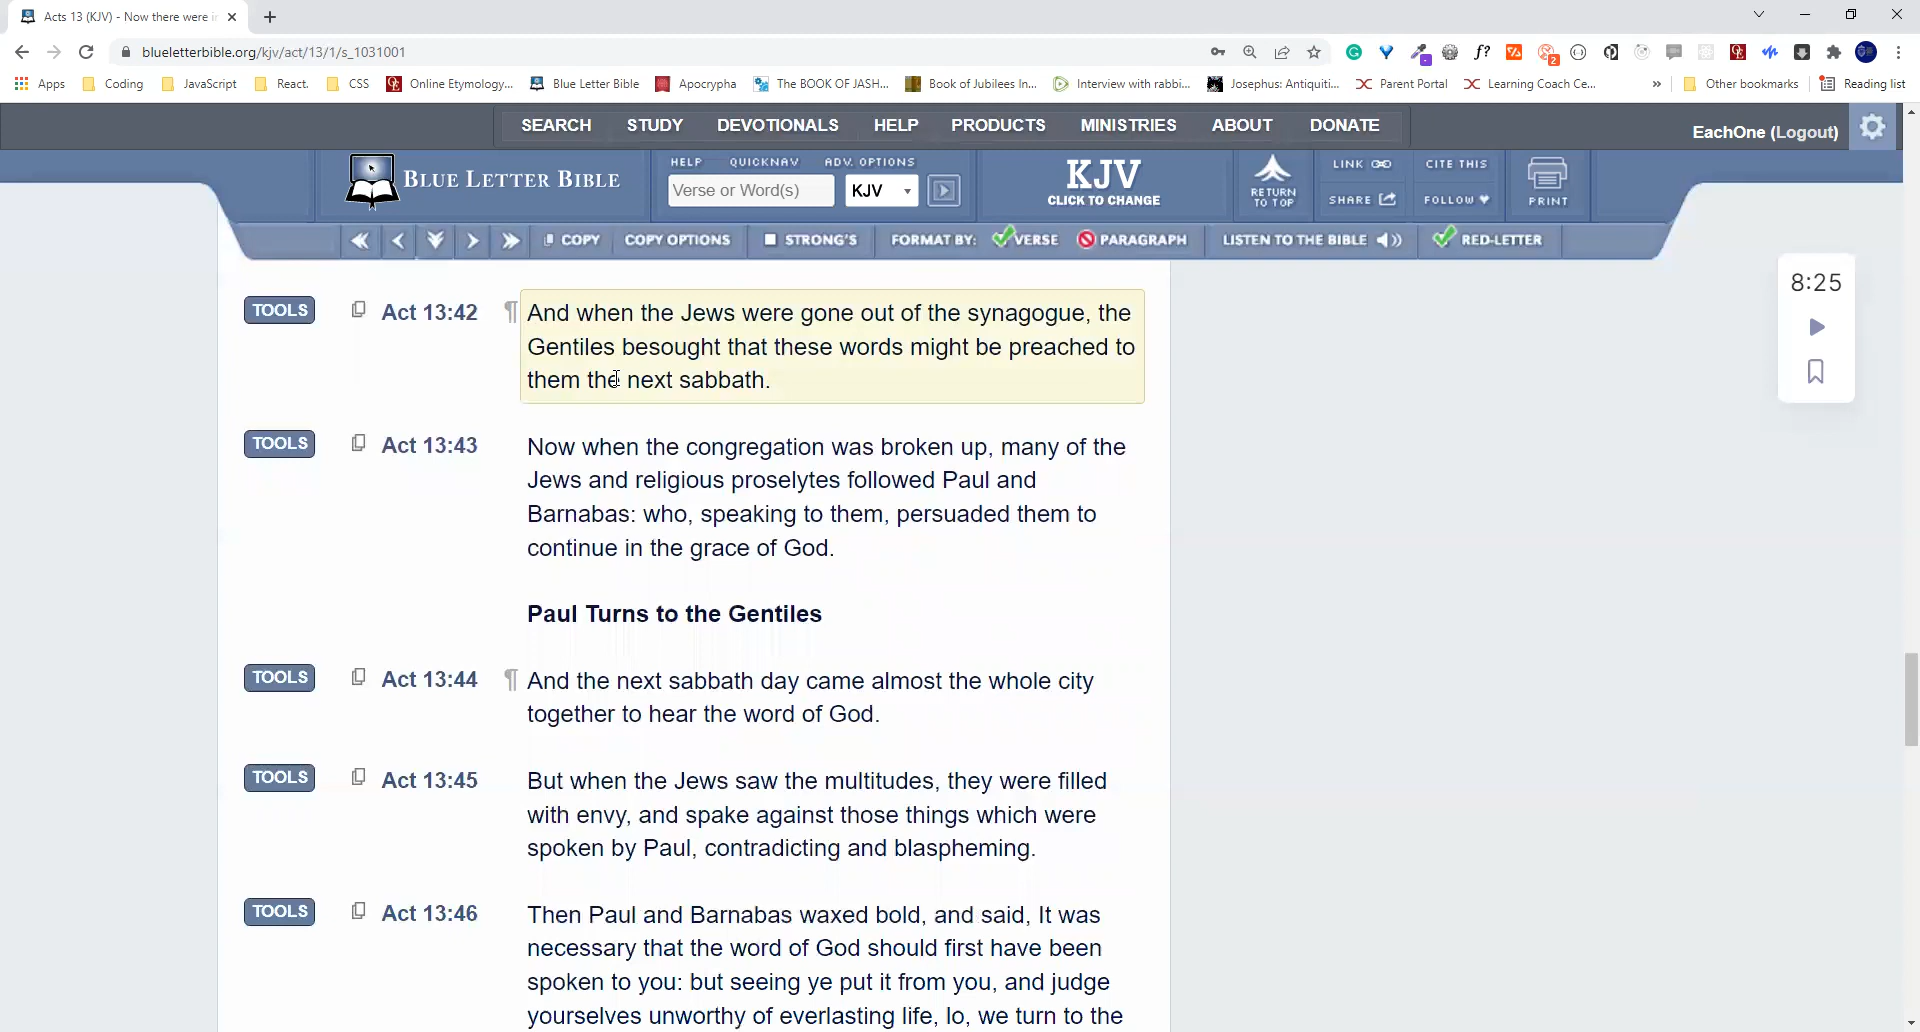 Acts 13 (KJV) - Now there were in
blueletterbible.org/kjv/act/13/1/s_1031001
Apps
Coding
JavaScript
React.
CSS
Online Etymology...
Blue Letter Bible
Apocrypha
The BOOK OF JASH...
Book of Jubilees In...
Interview with rabbi...
Josephus: Antiquiti...
Parent Portal
Learning Coach Ce...
Other bookmarks
Reading list
SEARCH
STUDY
DEVOTIONALS
HELP
PRODUCTS
MINISTRIES
ABOUT
DONATE
EachOne (Logout)
BLUE LETTER BIBLE
HELP
QUICKNAV
ADV. OPTIONS
Verse or Word(s)
KJV
KJV
CLICK TO CHANGE
RETURN
TO TOP
LINK
CITE THIS
SHARE
FOLLOW
PRINT
COPY
COPY OPTIONS
STRONG'S
FORMAT BY:
VERSE
PARAGRAPH
LISTEN TO THE BIBLE
RED-LETTER
8:25
TOOLS
Act 13:42
¶ And when the Jews were gone out of the synagogue, the
Gentiles besought that these words might be preached to
them the next sabbath.
TOOLS
Act 13:43
Now when the congregation was broken up, many of the
Jews and religious proselytes followed Paul and
Barnabas: who, speaking to them, persuaded them to
continue in the grace of God.
Paul Turns to the Gentiles
TOOLS
Act 13:44
¶ And the next sabbath day came almost the whole city
together to hear the word of God.
TOOLS
Act 13:45
But when the Jews saw the multitudes, they were filled
with envy, and spake against those things which were
spoken by Paul, contradicting and blaspheming.
TOOLS
Act 13:46
Then Paul and Barnabas waxed bold, and said, It was
necessary that the word of God should first have been
spoken to you: but seeing ye put it from you, and judge
yourselves unworthy of everlasting life, lo, we turn to the